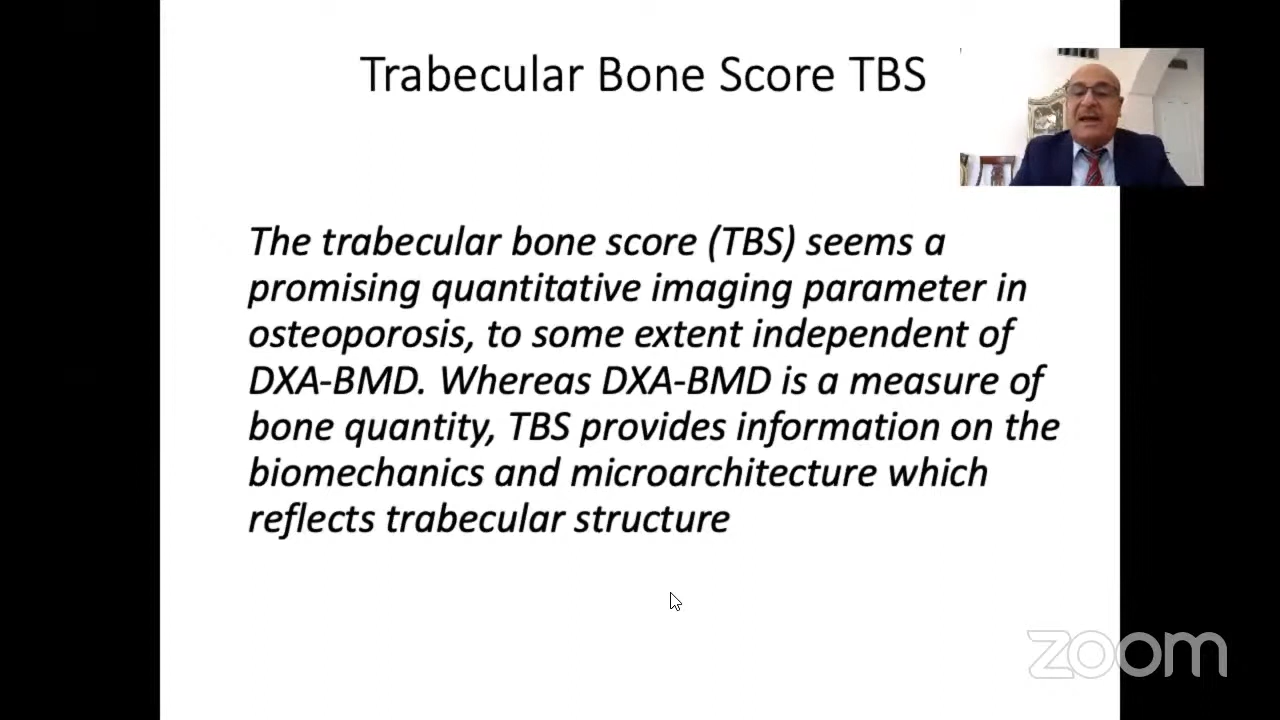 Trabecular Bone Score TBS
The trabecular bone score (TBS) seems a
promising quantitative imaging parameter in
osteoporosis, to some extent independent of
DXA-BMD. Whereas DXA-BMD is a measure of
bone quantity, TBS provides information on the
biomechanics and microarchitecture which
reflects trabecular structure
zoom